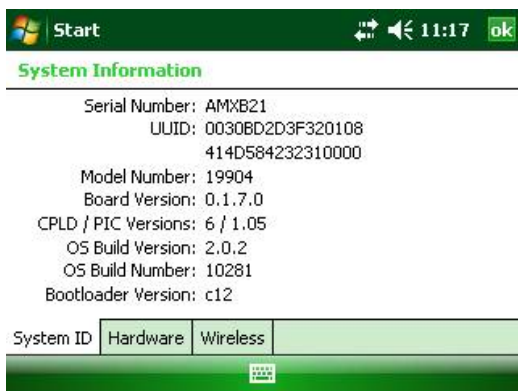 Start 11:17 ok
System Information
Serial Number: AMXB21
UUID: 0030BD2D3F320108
414D584232310000
Model Number: 19904
Board Version: 0.1.7.0
CPLD / PIC Versions: 6 / 1.05
OS Build Version: 2.0.2
OS Build Number: 10281
Bootloader Version: c12
System ID Hardware Wireless